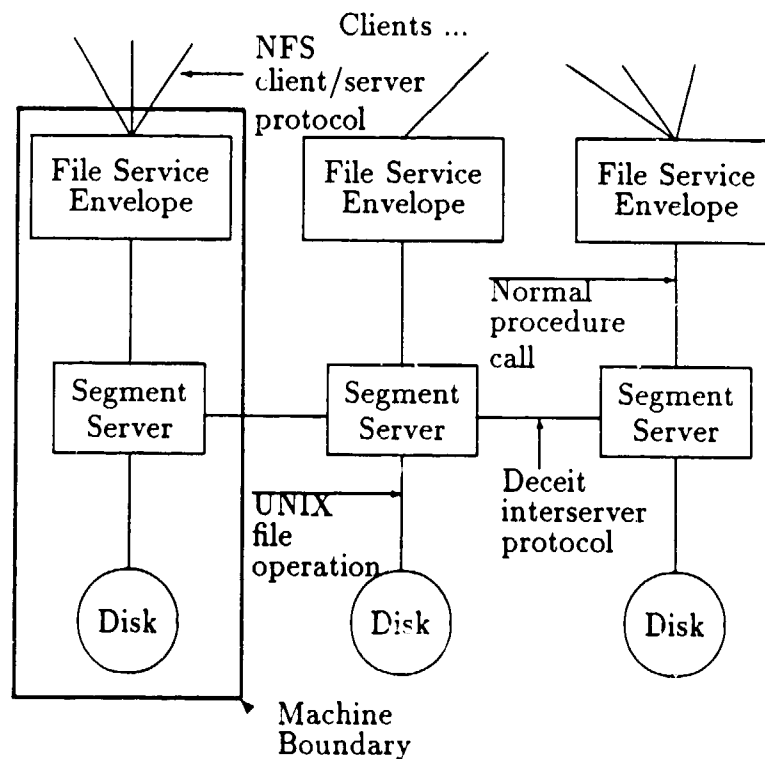 Clients ...
NFS
client/server
protocol
File Service
Envelope
File Service
Envelope
File Service
Envelope
Normal
procedure
call
Segment
Server
Segment
Server
Segment
Server
UNIX
file
operation
Deceit
interserver
protocol
Disk
Disk
Disk
Machine
Boundary